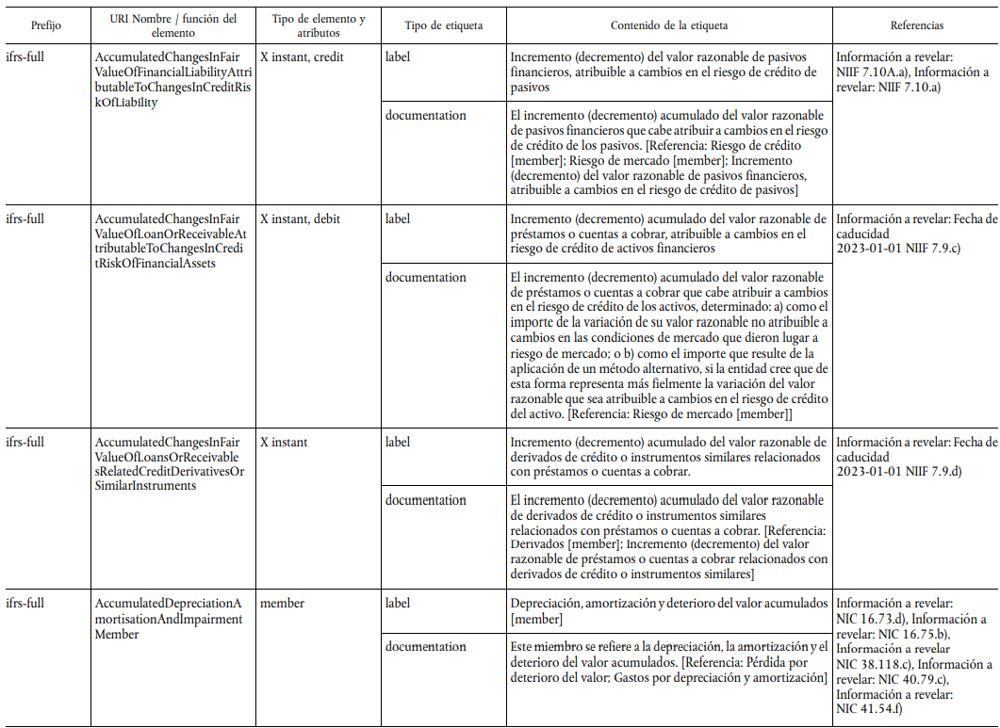 Prefijo
URI Nombre / función del
elemento
Tipo de elemento y
atributos
Tipo de etiqueta
Contenido de la etiqueta
Referencias
ifrs-full
AccumulatedChangesInFair
ValueOfFinancialLiabilityAttri
butableToChangesInCreditRis
kOfLiability
X instant, credit
label
Incremento (decremento) del valor razonable de pasivos
financieros, atribuible a cambios en el riesgo de crédito de
pasivos
Información a revelar:
NIIF 7.10A.a), Información a
revelar: NIIF 7.10.a)
documentation
El incremento (decremento) acumulado del valor razonable
de pasivos financieros que cabe atribuir a cambios en el riesgo
de crédito de los pasivos. [Referencia: Riesgo de crédito
[member]; Riesgo de mercado [member]; Incremento
(decremento) del valor razonable de pasivos financieros,
atribuible a cambios en el riesgo de crédito de pasivos]
ifrs-full
AccumulatedChangesInFair
ValueOfLoanOrReceivableAt
tributableToChangesInCredi
tRiskOfFinancialAssets
X instant, debit
label
Incremento (decremento) acumulado del valor razonable de
préstamos o cuentas a cobrar, atribuible a cambios en el
riesgo de crédito de activos financieros
Información a revelar: Fecha de
caducidad
2023-01-01 NIIF 7.9.c)
documentation
El incremento (decremento) acumulado del valor razonable
de préstamos o cuentas a cobrar que cabe atribuir a cambios
en el riesgo de crédito de los activos, determinado: a) como el
importe de la variación de su valor razonable no atribuible a
cambios en las condiciones de mercado que dieron lugar a
riesgo de mercado; o b) como el importe que resulte de la
aplicación de un método alternativo, si la entidad cree que de
esta forma representa más fielmente la variación del valor
razonable que sea atribuible a cambios en el riesgo de crédito
del activo. [Referencia: Riesgo de mercado [member]]
ifrs-full
AccumulatedChangesInFair
ValueOfLoansOrReceivable
sRelatedCreditDerivativesOr
SimilarInstruments
X instant
label
Incremento (decremento) acumulado del valor razonable de
derivados de crédito o instrumentos similares relacionados
con préstamos o cuentas a cobrar.
Información a revelar: Fecha de
caducidad
2023-01-01 NIIF 7.9.d)
documentation
El incremento (decremento) acumulado del valor razonable
de derivados de crédito o instrumentos similares
relacionados con préstamos o cuentas a cobrar. [Referencia:
Derivados [member]; Incremento (decremento) del valor
razonable de préstamos o cuentas a cobrar relacionados con
derivados de crédito o instrumentos similares]
ifrs-full
AccumulatedDepreciationA
mortisationAndImpairment
Member
member
label
Depreciación, amortización y deterioro del valor acumulados
[member]
Información a revelar:
NIC 16.73.d), Información a
revelar: NIC 16.75.b),
Información a revelar
NIC 38.118.c), Información a
revelar: NIC 40.79.c),
Información a revelar:
NIC 41.54.f)
documentation
Este miembro se refiere a la depreciación, la amortización y el
deterioro del valor acumulados. [Referencia: Pérdida por
deterioro del valor; Gastos por depreciación y amortización]